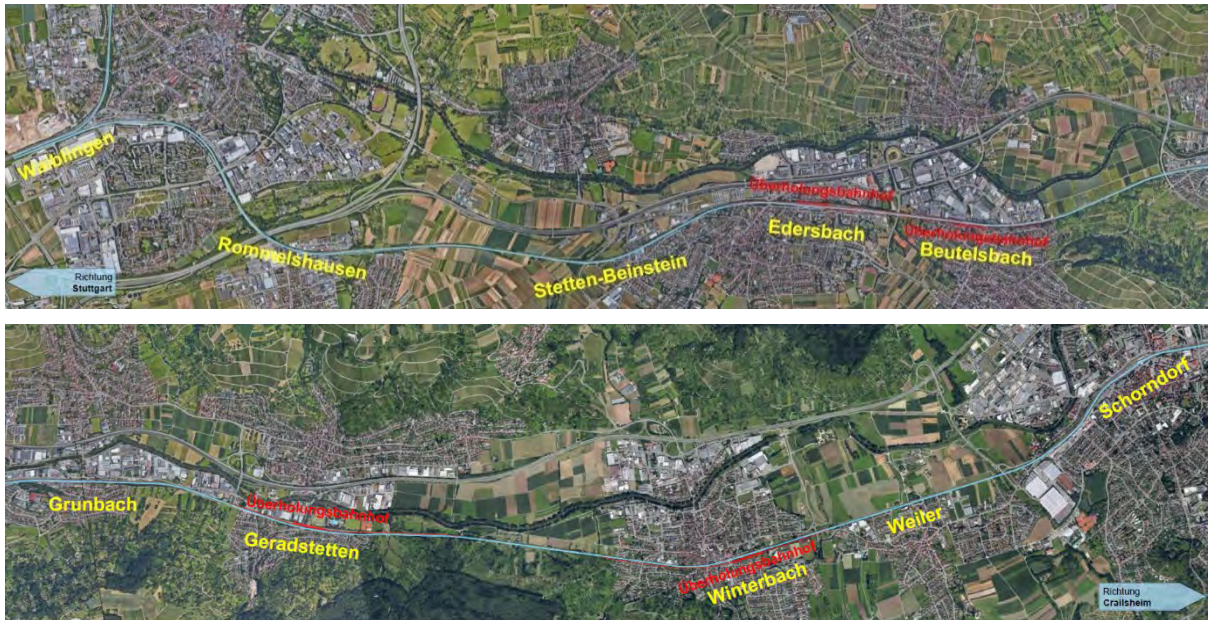 Waiblingen
Rommelshausen
Stetten-Beinstein
Überholungsbahnhof
Edersbach
Überholungsbahnhof
Beutelsbach
Richtung
Stuttgart
Grunbach
Überholungsbahnhof
Geradstetten
Überholungsbahnhof
Winterbach
Weiler
Schorndorf
Richtung
Crailsheim